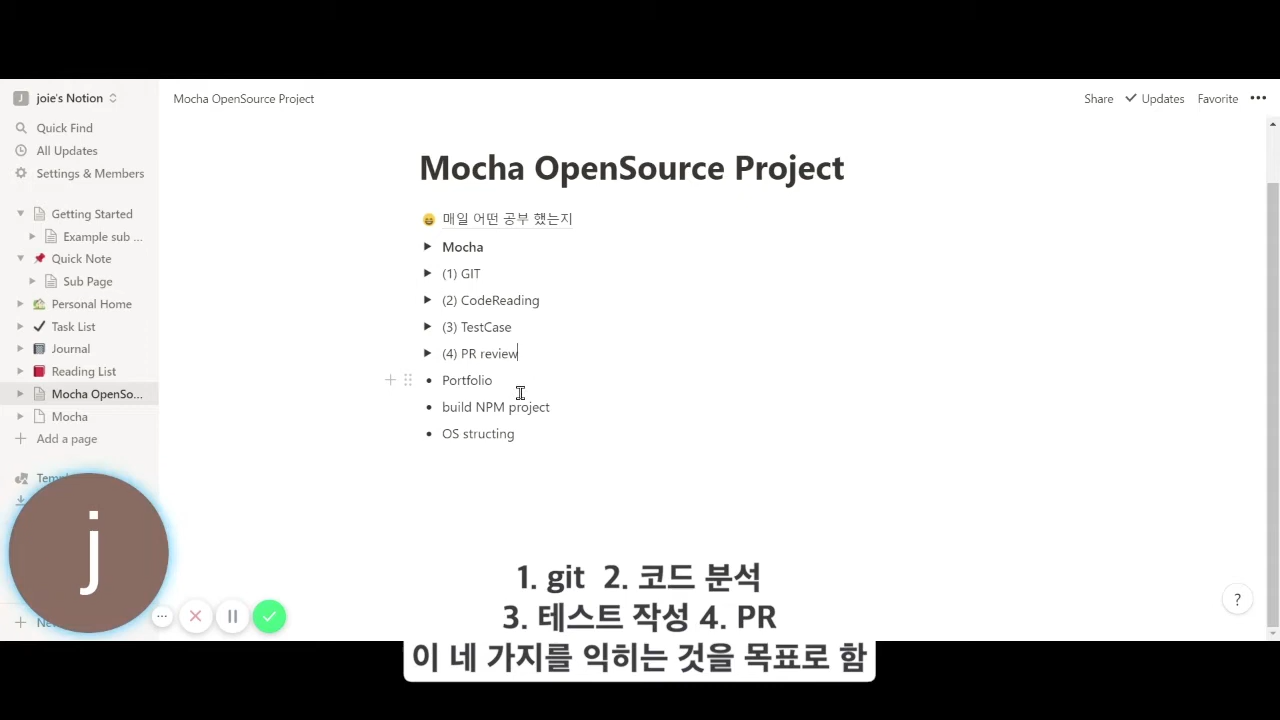 J joie's Notion
Mocha OpenSource Project
Share Updates Favorite
Quick Find
All Updates
Settings & Members
Getting Started
Example sub ...
Quick Note
Sub Page
Personal Home
Task List
Journal
Reading List
Mocha OpenSo...
Mocha
Add a page
Mocha OpenSource Project
매일 어떤 공부 했는지
Mocha
(1) GIT
(2) CodeReading
(3) TestCase
(4) PR review
Portfolio
build NPM project
OS structing
j
?
1. git 2. 코드 분석
3. 테스트 작성 4. PR
이 네 가지를 익히는 것을 목표로 함